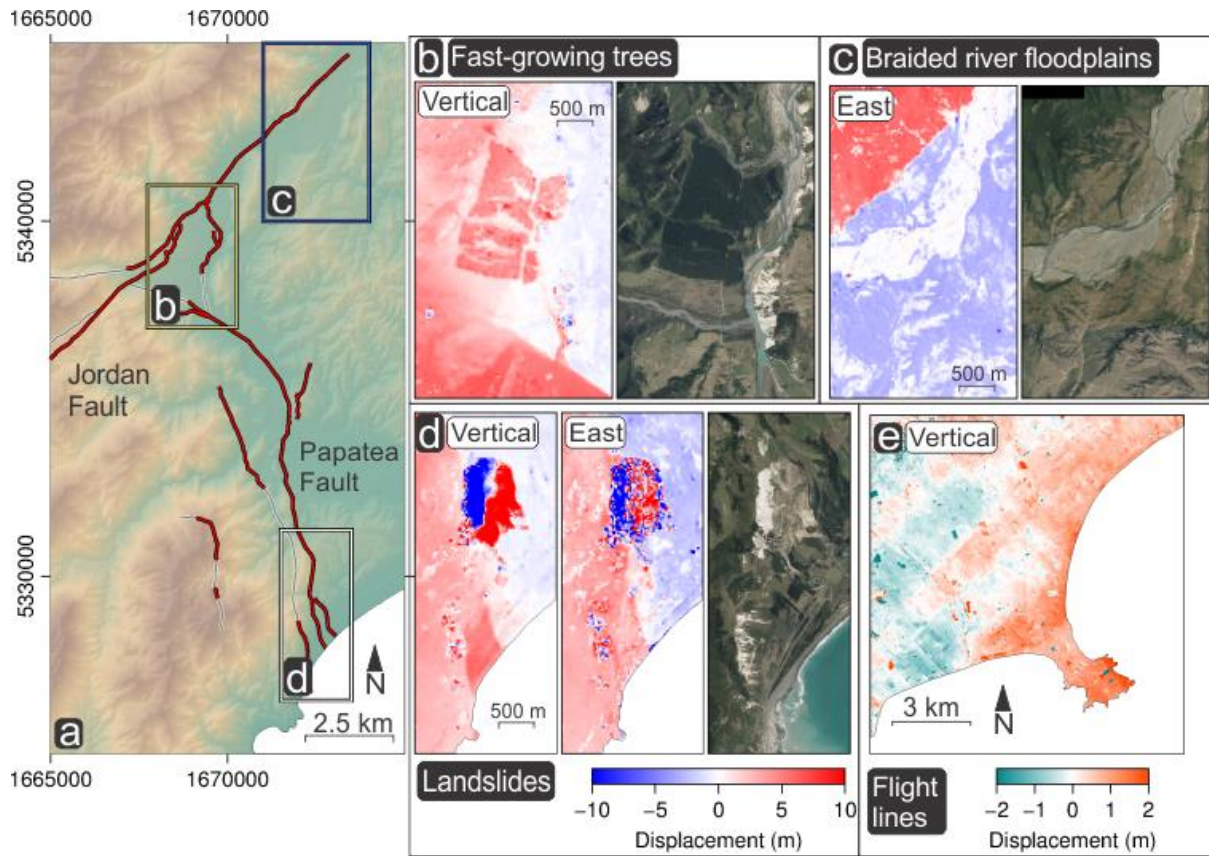 1665000 1670000
5340000
5330000
1665000 1670000
a
b
c
d
Jordan
Fault
Papatea
Fault
N
2.5 km
b Fast-growing trees
Vertical
500 m
c Braided river floodplains
East
500 m
d Vertical
East
500 m
Landslides
−10 −5 0 5 10
Displacement (m)
e Vertical
3 km
N
Flight
lines
−2 −1 0 1 2
Displacement (m)